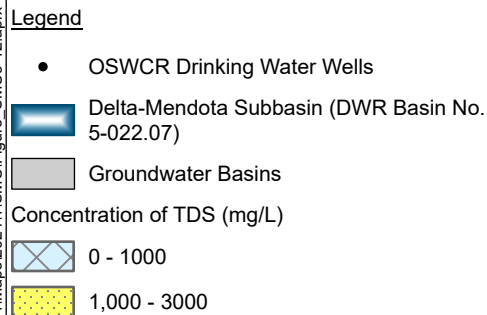 Legend
OSWCR Drinking Water Wells
Delta-Mendota Subbasin (DWR Basin No.
5-022.07)
Groundwater Basins
Concentration of TDS (mg/L)
0 - 1000
1,000 - 3000